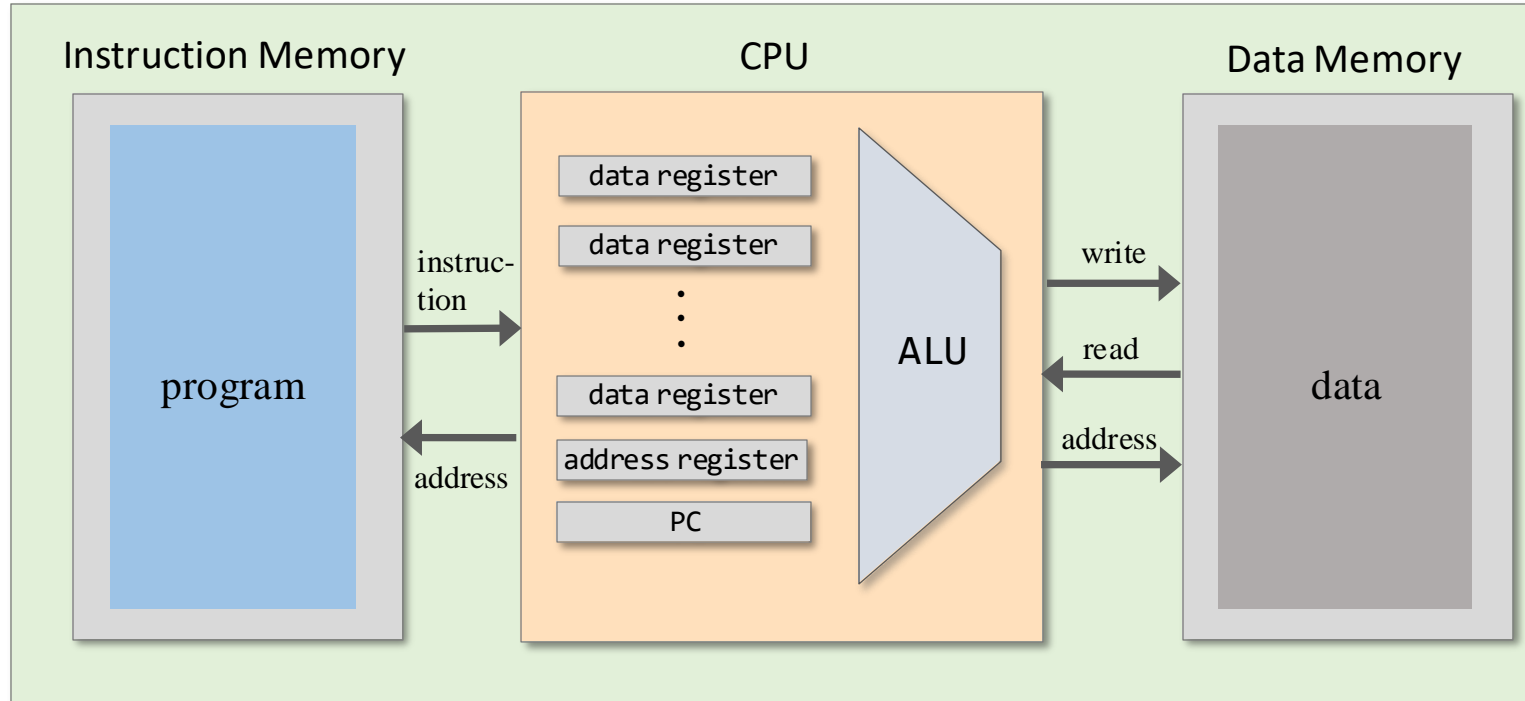 Instruction Memory
CPU
Data Memory
program
instruc-
tion
address
data register
data register
data register
address register
PC
ALU
write
read
address
data